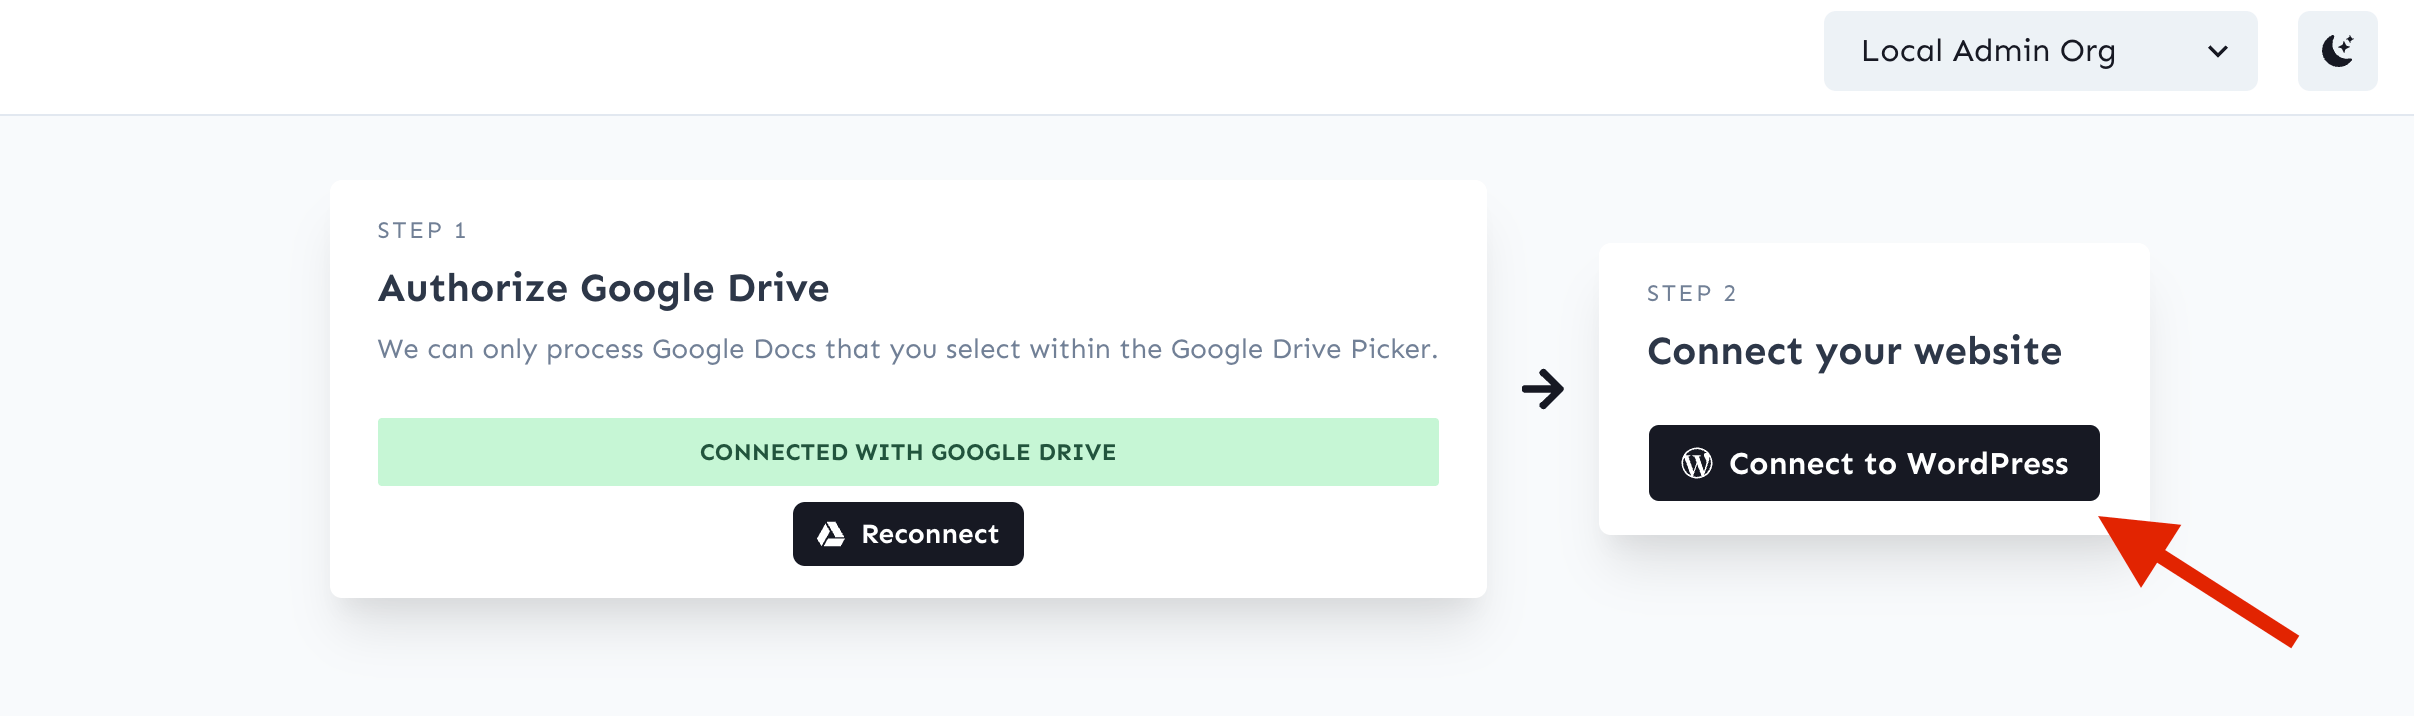 Local Admin Org
STEP 1
Authorize Google Drive
We can only process Google Docs that you select within the Google Drive Picker.
CONNECTED WITH GOOGLE DRIVE
Reconnect
STEP 2
Connect your website
Connect to WordPress